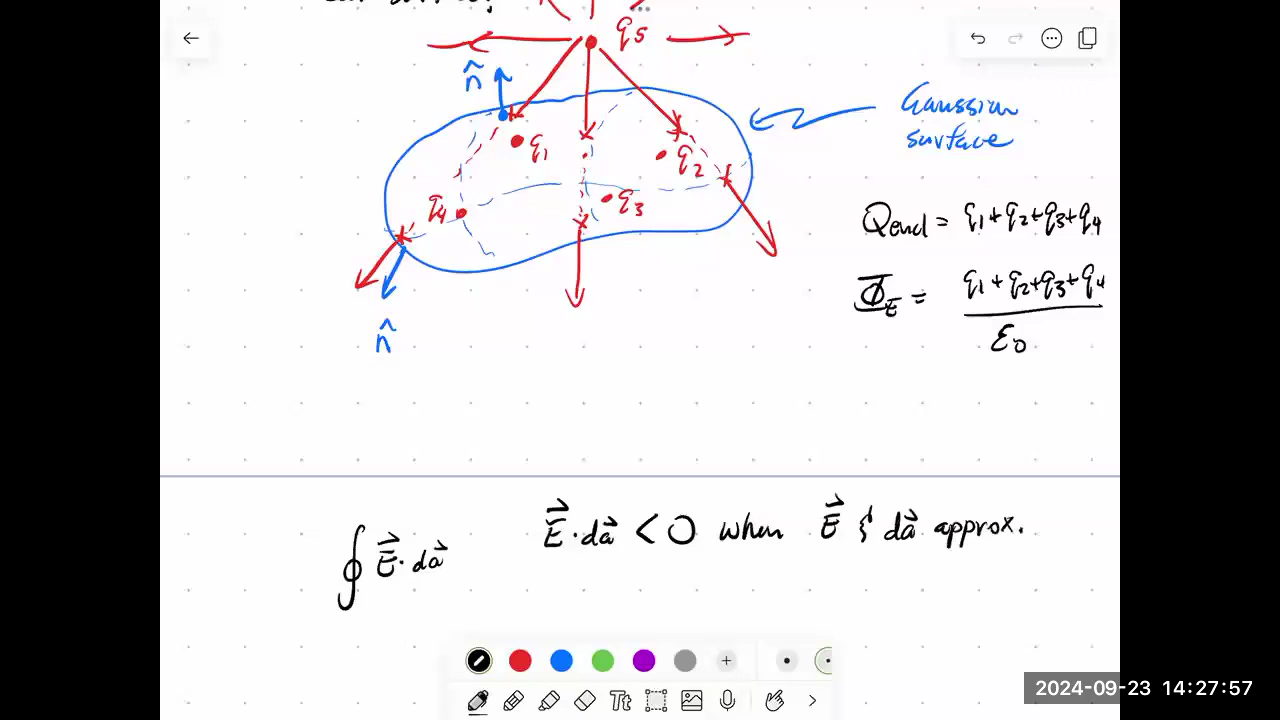 q5
n̂
Gaussian
surface
q1
q2
q3
q4
Qencl = q1+q2+q3+q4
n̂
ΦE = q1+q2+q3+q4
ε0
∮ E⃗·da⃗
E⃗·da⃗ < 0 when E⃗ & da⃗ approx.
Tt
2024-09-23 14:27:57